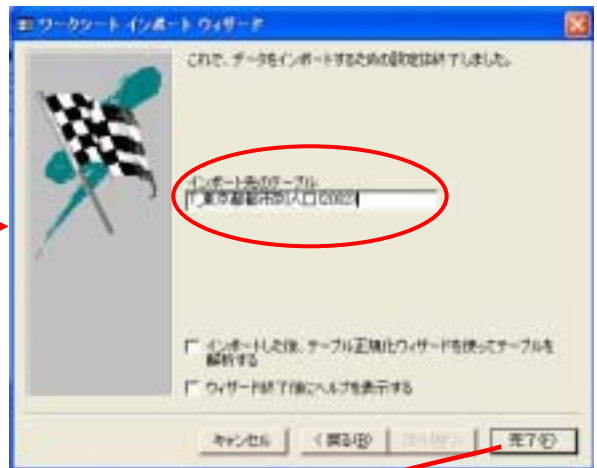 ワークシート インポート ウィザード
これで、データをインポートするための設定は終了しました。
インポート先のテーブル
T_東京都都市別人口(2002)
インポートした後、テーブル正規化ウィザードを使ってテーブルを
解析する
ウィザード終了後にヘルプを表示する
キャンセル
< 戻る(B)
完了(F)